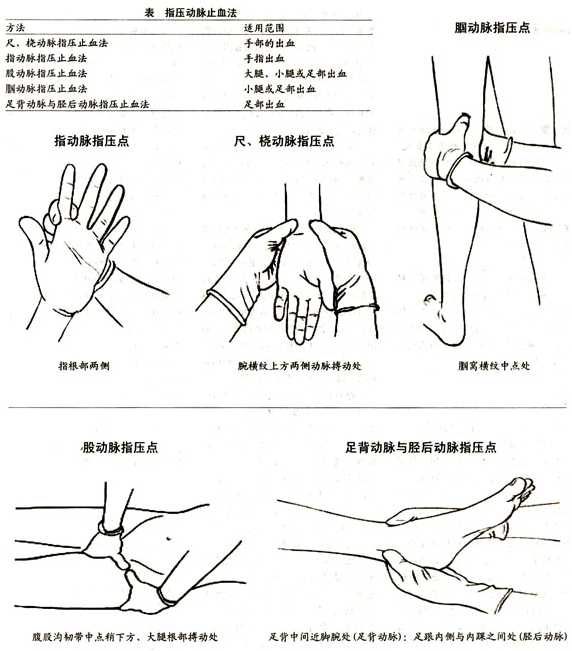 表 指压动脉止血法
方法 适用范围
尺、桡动脉指压止血法 手部的出血
指动脉指压止血法 手指出血
股动脉指压止血法 大腿、小腿或足部出血
腘动脉指压止血法 小腿或足部出血
足背动脉与胫后动脉指压止血法 足部出血
腘动脉指压点
指动脉指压点
尺、桡动脉指压点
指根部两侧
腕横纹上方两侧动脉搏动处
腘窝横纹中点处
股动脉指压点
足背动脉与胫后动脉指压点
腹股沟韧带中点稍下方、大腿根部搏动处
足背中间近脚腕处(足背动脉);足跟内侧与内踝之间处(胫后动脉)